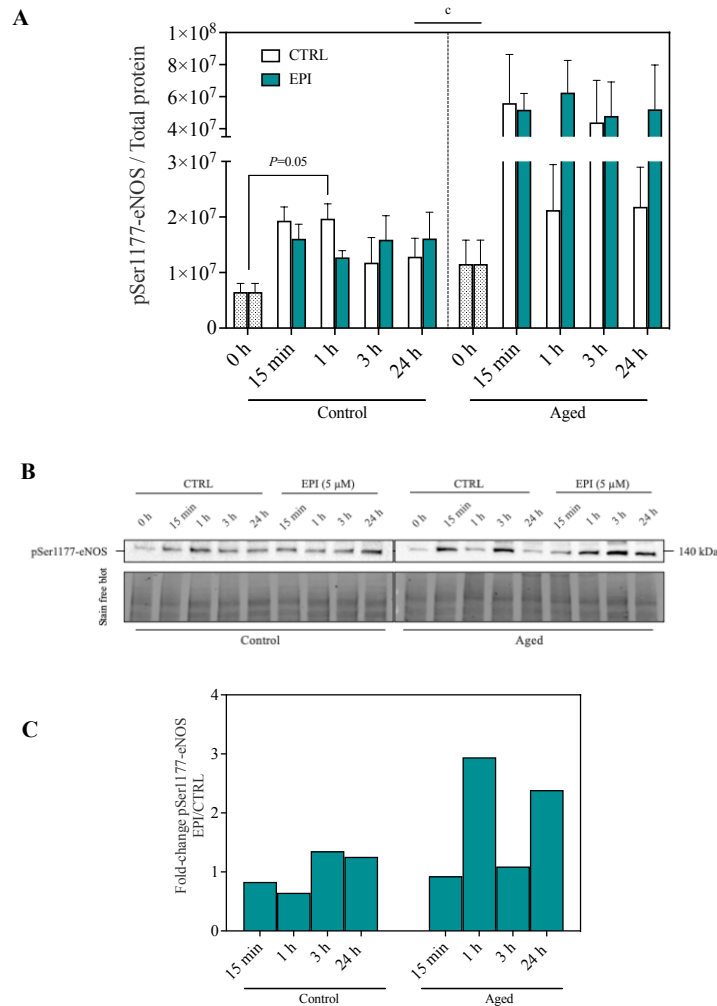 A
c
pSer1177-eNOS / Total protein
1×10⁸
8×10⁷
6×10⁷
4×10⁷
3×10⁷
2×10⁷
1×10⁷
0
CTRL
EPI
P=0.05
0 h 15 min 1 h 3 h 24 h 0 h 15 min 1 h 3 h 24 h
Control Aged
B
CTRL EPI (5 µM) CTRL EPI (5 µM)
0 h 15 min 1 h 3 h 24 h 15 min 1 h 3 h 24 h 0 h 15 min 1 h 3 h 24 h 15 min 1 h 3 h 24 h
pSer1177-eNOS 140 kDa
Stain free blot
Control Aged
C
Fold-change pSer1177-eNOS
EPI/CTRL
4
3
2
1
0
15 min 1 h 3 h 24 h 15 min 1 h 3 h 24 h
Control Aged